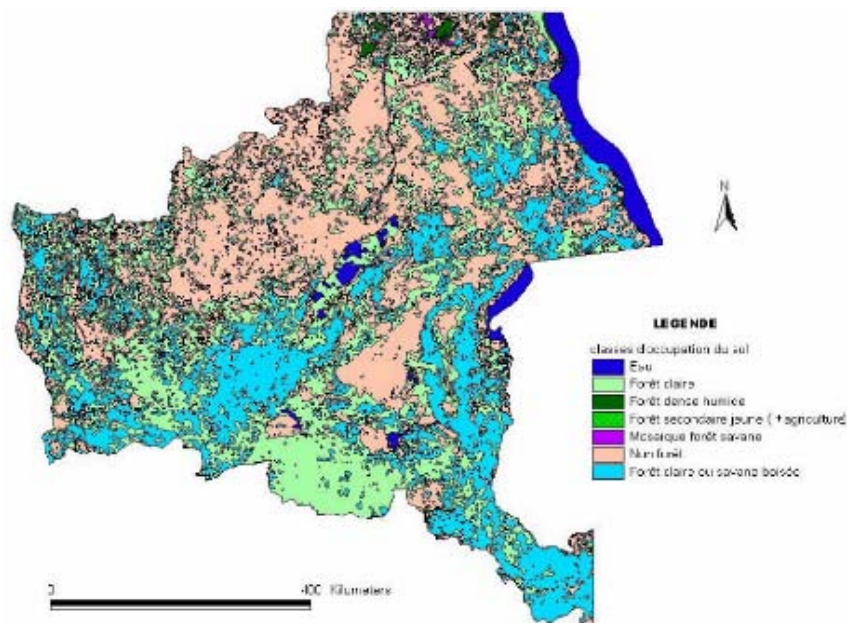 N
LEGENDE
classes d'occupation du sol
Eau
Forêt claire
Forêt dense humide
Forêt secondaire jeune (+agriculture)
Mosaique forêt savane
Non forêt
Forêt claire ou savane boisée
0 400 Kilometers